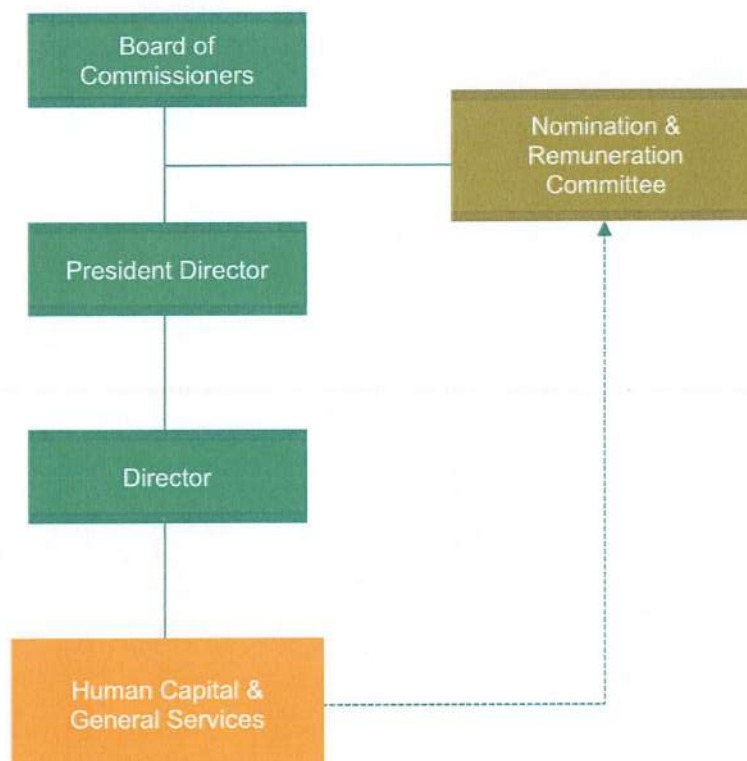 Board of
Commissioners
Nomination &
Remuneration
Committee
President Director
Director
Human Capital &
General Services